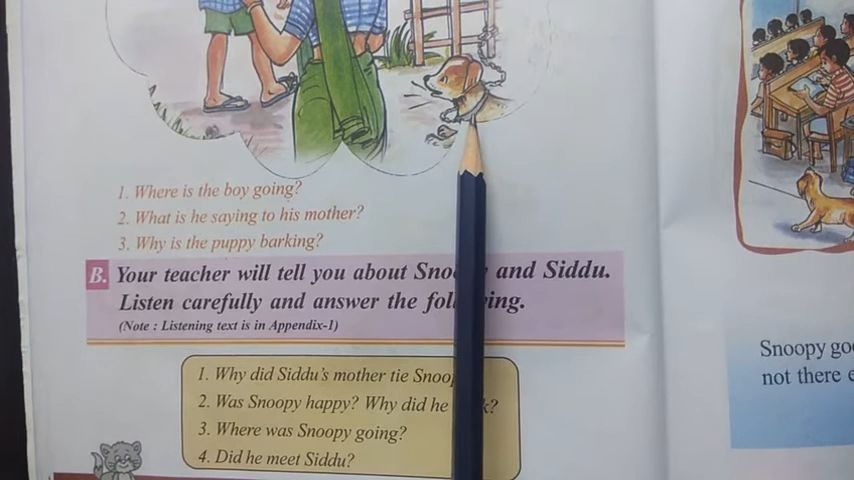 1. Where is the boy going?
2. What is he saying to his mother?
3. Why is the puppy barking?
B. Your teacher will tell you about and Siddu.
Listen carefully and answer the
(Note : Listening text is in Appendix-1)
1. Why did Siddu's mother tie
2. Was Snoopy happy? Why did he
3. Where was Snoopy going?
4. Did he meet Siddu?
Snoopy
not there